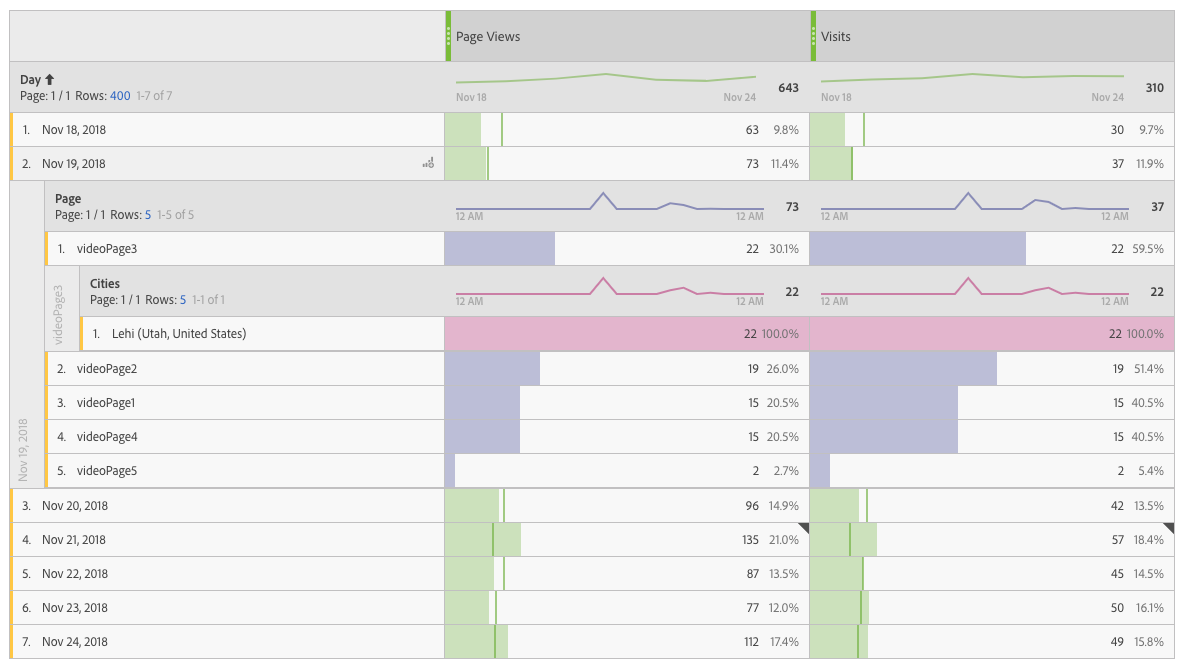 Page Views Visits
Day 643 310
Page: 1 / 1 Rows: 400 1-7 of 7 Nov 18 Nov 24 Nov 18 Nov 24
1. Nov 18, 2018 63 9.8% 30 9.7%
2. Nov 19, 2018 73 11.4% 37 11.9%
Page 73 37
Page: 1 / 1 Rows: 5 1-5 of 5 12 AM 12 AM 12 AM 12 AM
1. videoPage3 22 30.1% 22 59.5%
Cities 22 22
Page: 1 / 1 Rows: 5 1-1 of 1 12 AM 12 AM 12 AM 12 AM
videoPage3
1. Lehi (Utah, United States) 22 100.0% 22 100.0%
2. videoPage2 19 26.0% 19 51.4%
3. videoPage1 15 20.5% 15 40.5%
4. videoPage4 15 20.5% 15 40.5%
Nov 19, 2018
5. videoPage5 2 2.7% 2 5.4%
3. Nov 20, 2018 96 14.9% 42 13.5%
4. Nov 21, 2018 135 21.0% 57 18.4%
5. Nov 22, 2018 87 13.5% 45 14.5%
6. Nov 23, 2018 77 12.0% 50 16.1%
7. Nov 24, 2018 112 17.4% 49 15.8%